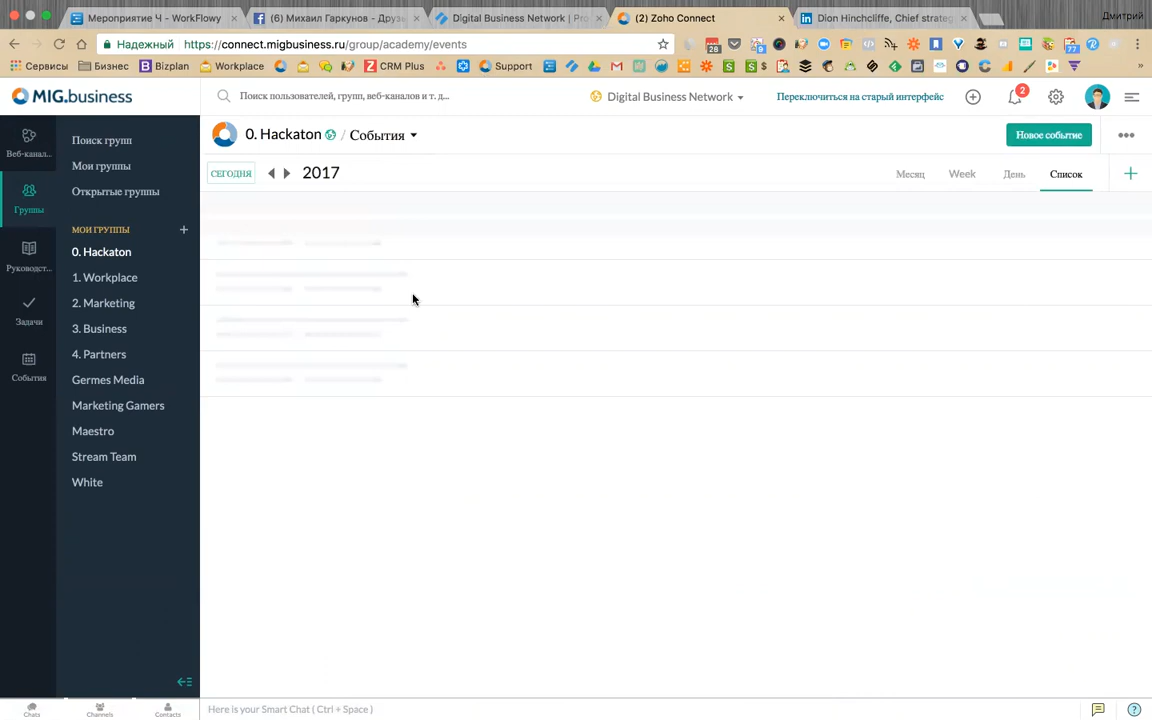 Мероприятие Ч - WorkFlowy
(6) Михаил Гаркунов - Друзь
Digital Business Network | Pro
(2) Zoho Connect
Dion Hinchcliffe, Chief strateg
Дмитрий
Надежный
https://connect.migbusiness.ru/group/academy/events
26
9
77
Сервисы
Бизнес
Bizplan
Workplace
CRM Plus
Support
$
»
MIG.business
Поиск пользователей, групп, веб-каналов и т. д...
Digital Business Network
Переключиться на старый интерфейс
2
Веб-канал...
Группы
Руководст...
Задачи
События
Поиск групп
Мои группы
Открытые группы
МОИ ГРУППЫ
0. Hackaton
1. Workplace
2. Marketing
3. Business
4. Partners
Germes Media
Marketing Gamers
Maestro
Stream Team
White
0. Hackaton / События
Новое событие
СЕГОДНЯ
2017
Месяц
Week
День
Список
Chats
Channels
Contacts
Here is your Smart Chat ( Ctrl + Space )